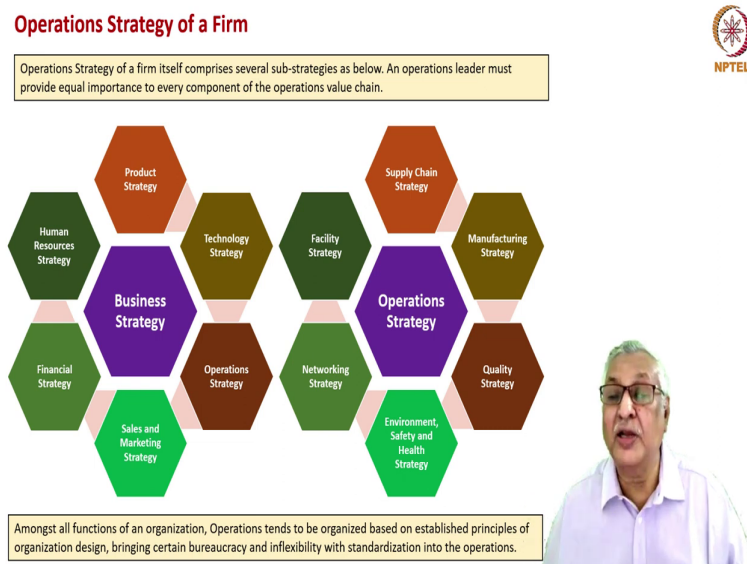 Operations Strategy of a Firm
NPTEL
Operations Strategy of a firm itself comprises several sub-strategies as below. An operations leader must
provide equal importance to every component of the operations value chain.
Product
Strategy
Technology
Strategy
Operations
Strategy
Sales and
Marketing
Strategy
Financial
Strategy
Human
Resources
Strategy
Business
Strategy
Supply Chain
Strategy
Manufacturing
Strategy
Quality
Strategy
Environment,
Safety and
Health
Strategy
Networking
Strategy
Facility
Strategy
Operations
Strategy
Amongst all functions of an organization, Operations tends to be organized based on established principles of
organization design, bringing certain bureaucracy and inflexibility with standardization into the operations.